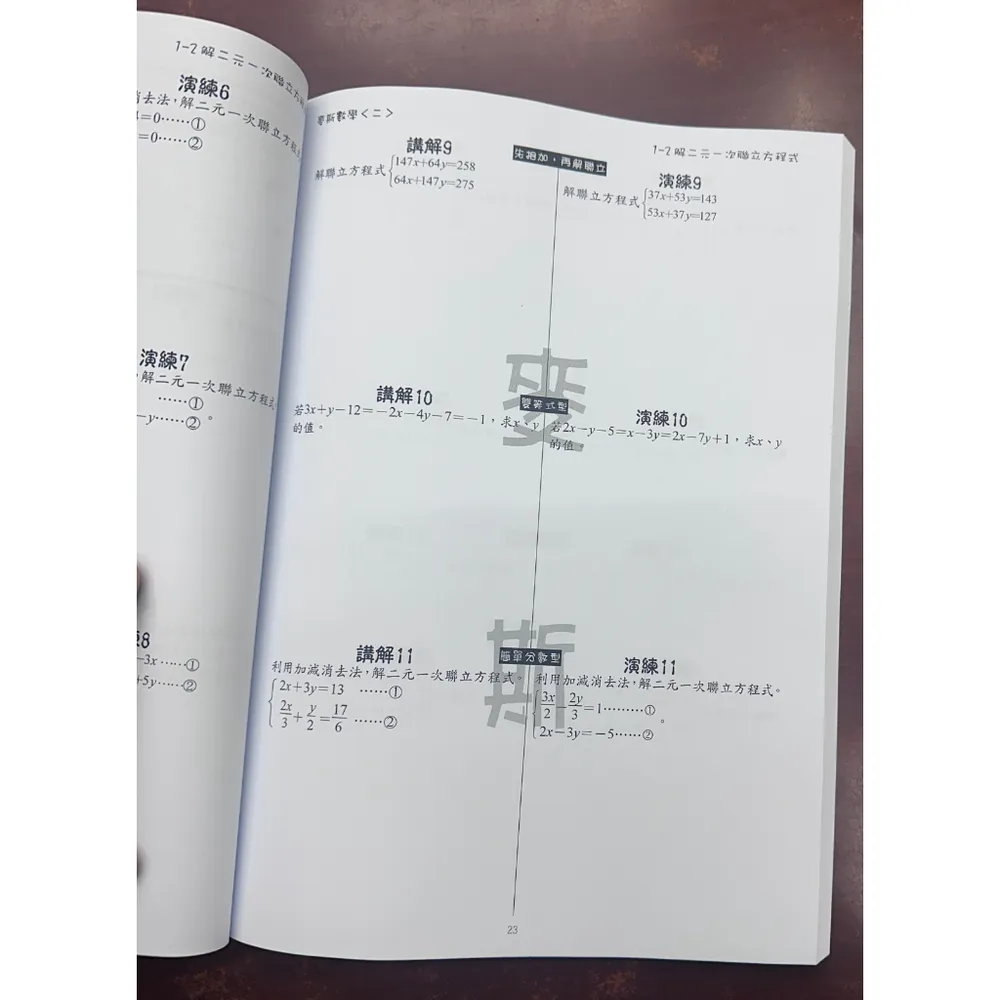 1-2 解二元一次聯立方
演練6
去法,解二元一次聯立方程
=0……①
=0……②
演練7
解二元一次聯立方程式
……①
-y……②。
8
-3x……①
+5y……②
麥斯數學<二>
1-2 解二元一次聯立方程式
先相加,再解聯立
講解9
解聯立方程式{147x+64y=258
64x+147y=275
演練9
解聯立方程式{37x+53y=143
53x+37y=127
麥
雙等式型
講解10
若3x+y-12=-2x-4y-7=-1,求x、y
的值。
演練10
若2x-y-5=x-3y=2x-7y+1,求x、y
的值。
斯
簡單分數型
講解11
利用加減消去法,解二元一次聯立方程式。
{2x+3y=13 ……①
2x/3+y/2=17/6 ……②
演練11
利用加減消去法,解二元一次聯立方程式。
{3x/2-2y/3=1………①
2x-3y=-5……② 。
23